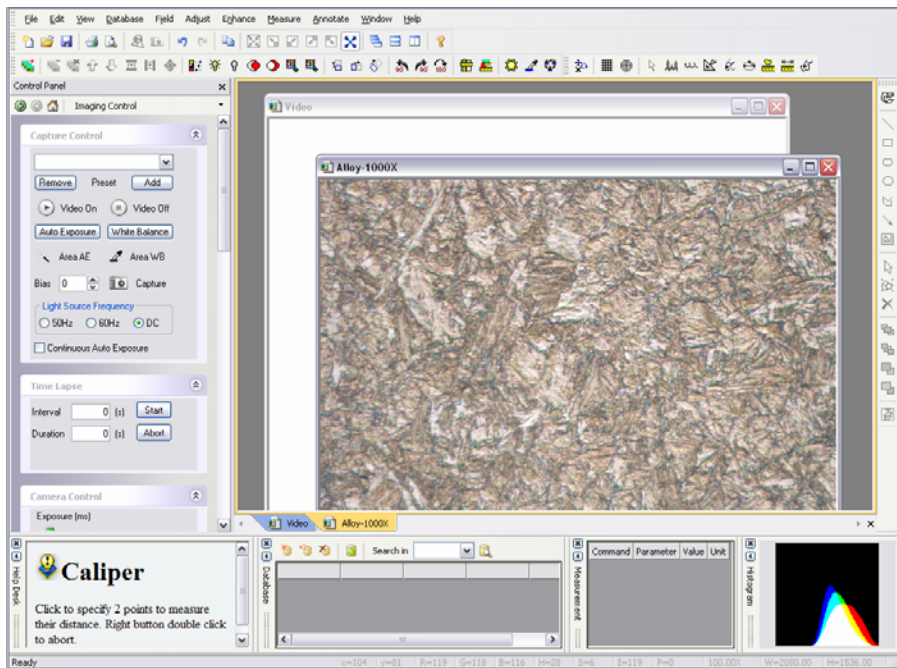 File Edit View Database Field Adjust Enhance Measure Annotate Window Help
Control Panel
Imaging Control
Capture Control
Remove Preset Add
Video On Video Off
Auto Exposure White Balance
Area AE Area WB
Bias 0 Capture
Light Source Frequency
50Hz 60Hz DC
Continuous Auto Exposure
Time Lapse
Interval 0 (s) Start
Duration 0 (s) Abort
Camera Control
Exposure (ms)
Video
Alloy-1000X
Video Alloy-1000X
Help Desk
Caliper
Click to specify 2 points to measure
their distance. Right button double click
to abort.
Database
Search in
Measurement
Command Parameter Value Unit
Histogram
Ready x=104 y=81 R=119 G=118 B=116 H=28 S=6 I=119 P=0 100.00X W=2080.00 H=1536.00